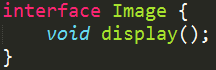 interface Image {
    void display();
}